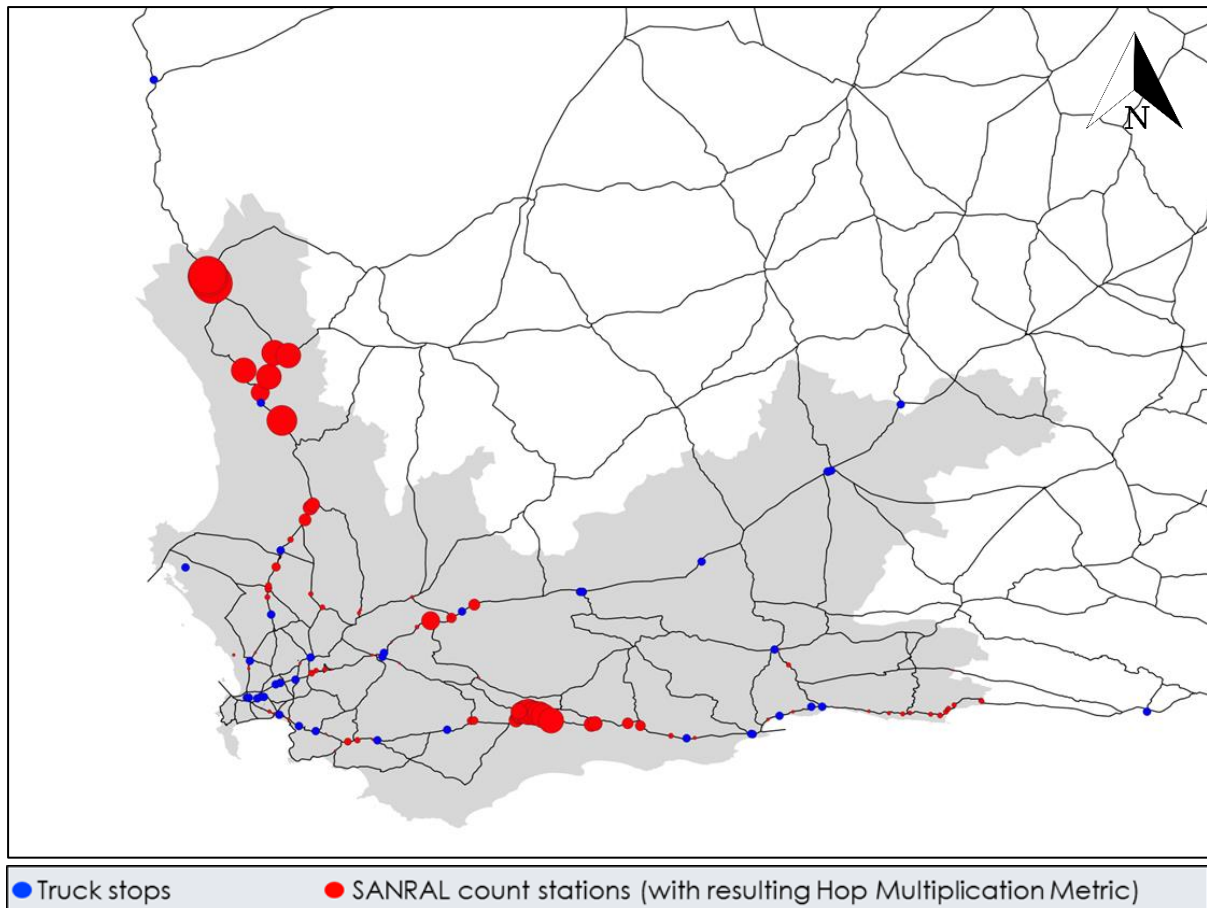 N
Truck stops
SANRAL count stations (with resulting Hop Multiplication Metric)